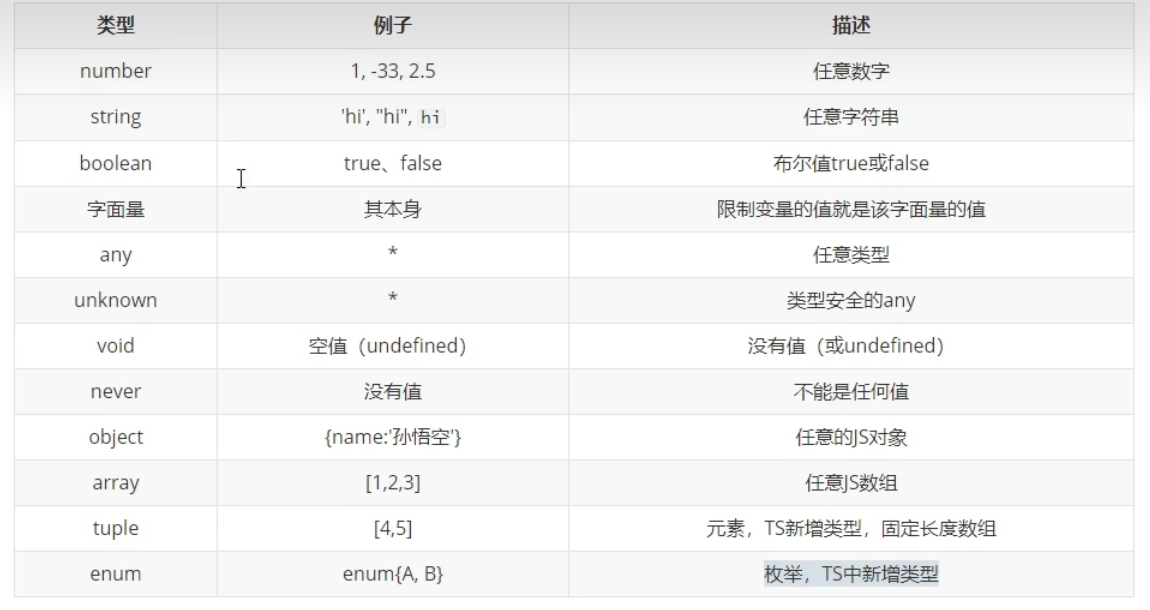 类型 例子 描述
number 1, -33, 2.5 任意数字
string 'hi', "hi", hi 任意字符串
boolean true、false 布尔值true或false
字面量 其本身 限制变量的值就是该字面量的值
any * 任意类型
unknown * 类型安全的any
void 空值（undefined） 没有值（或undefined）
never 没有值 不能是任何值
object {name:'孙悟空'} 任意的JS对象
array [1,2,3] 任意JS数组
tuple [4,5] 元素，TS新增类型，固定长度数组
enum enum{A, B} 枚举，TS中新增类型